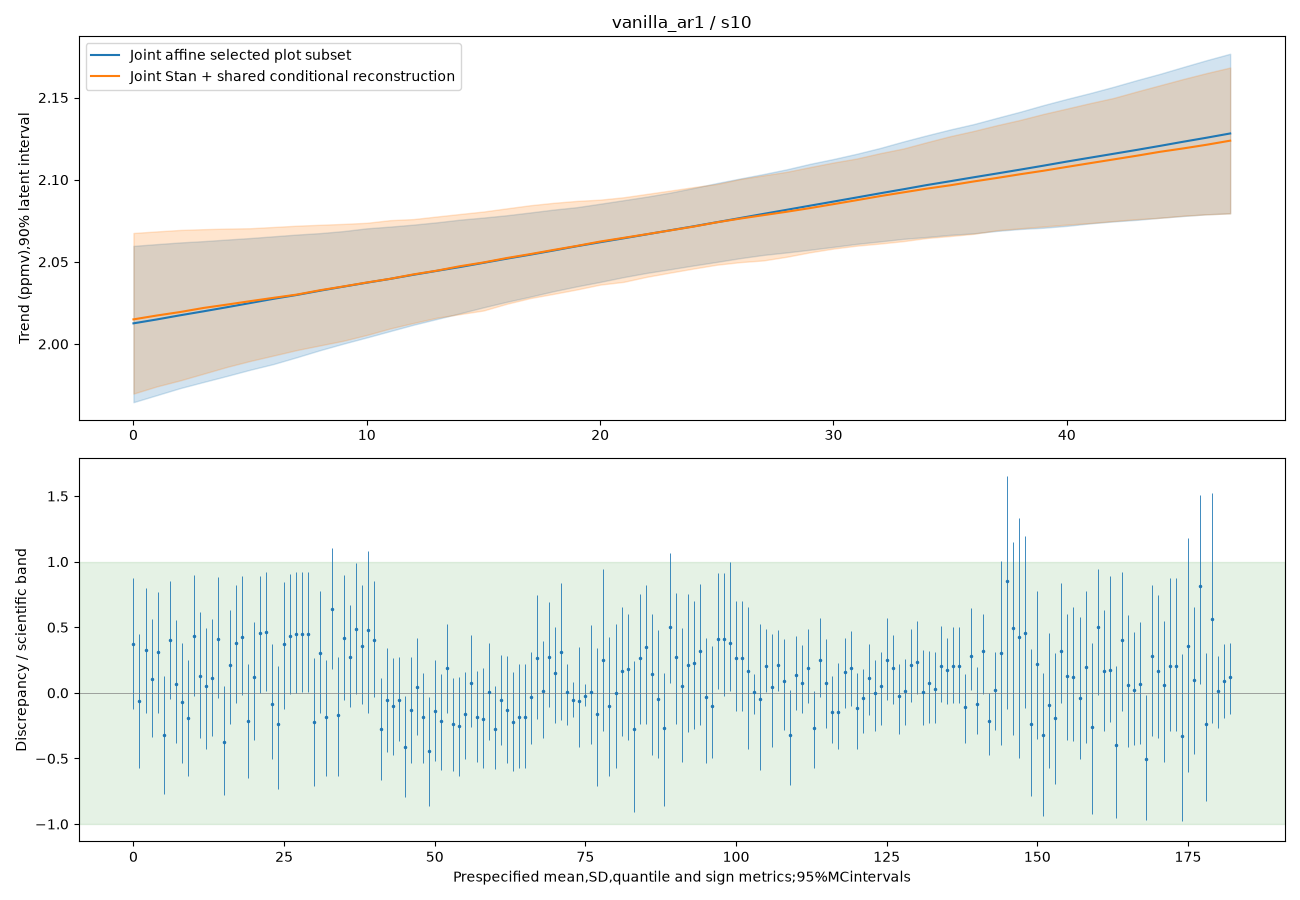 vanilla_ar1 / s10
Joint affine selected plot subset
Joint Stan + shared conditional reconstruction
Trend (ppmv),90% latent interval
2.15
2.10
2.05
2.00
0 10 20 30 40
Discrepancy / scientific band
1.5
1.0
0.5
0.0
−0.5
−1.0
0 25 50 75 100 125 150 175
Prespecified mean,SD,quantile and sign metrics;95%MCintervals